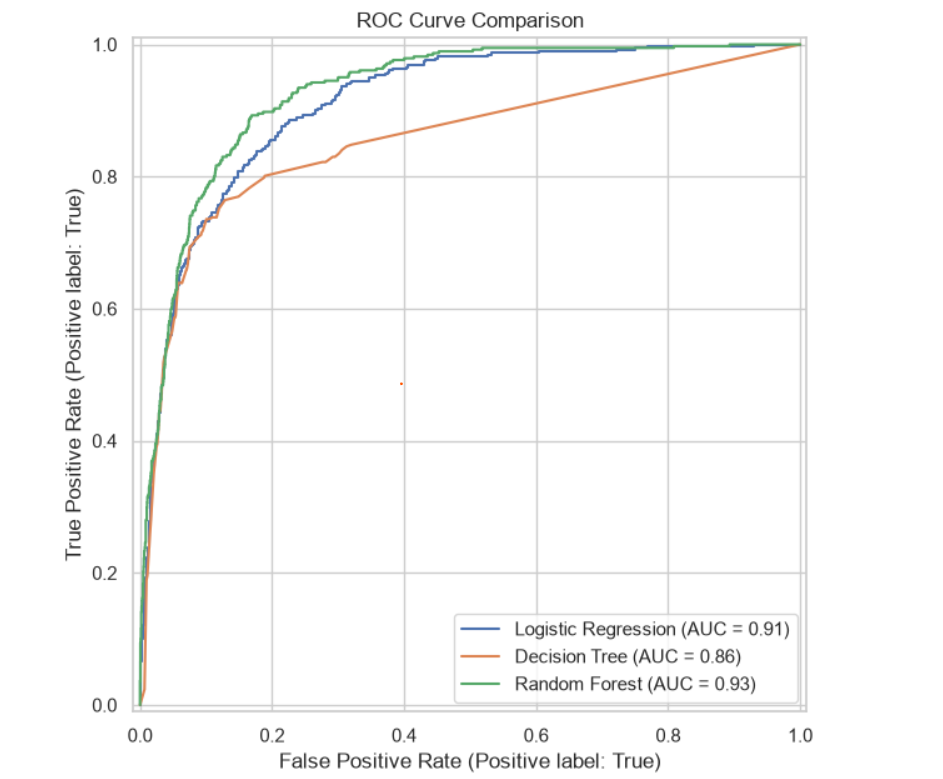 ROC Curve Comparison
1.0
0.8
0.6
0.4
0.2
0.0
True Positive Rate (Positive label: True)
Logistic Regression (AUC = 0.91)
Decision Tree (AUC = 0.86)
Random Forest (AUC = 0.93)
0.0 0.2 0.4 0.6 0.8 1.0
False Positive Rate (Positive label: True)